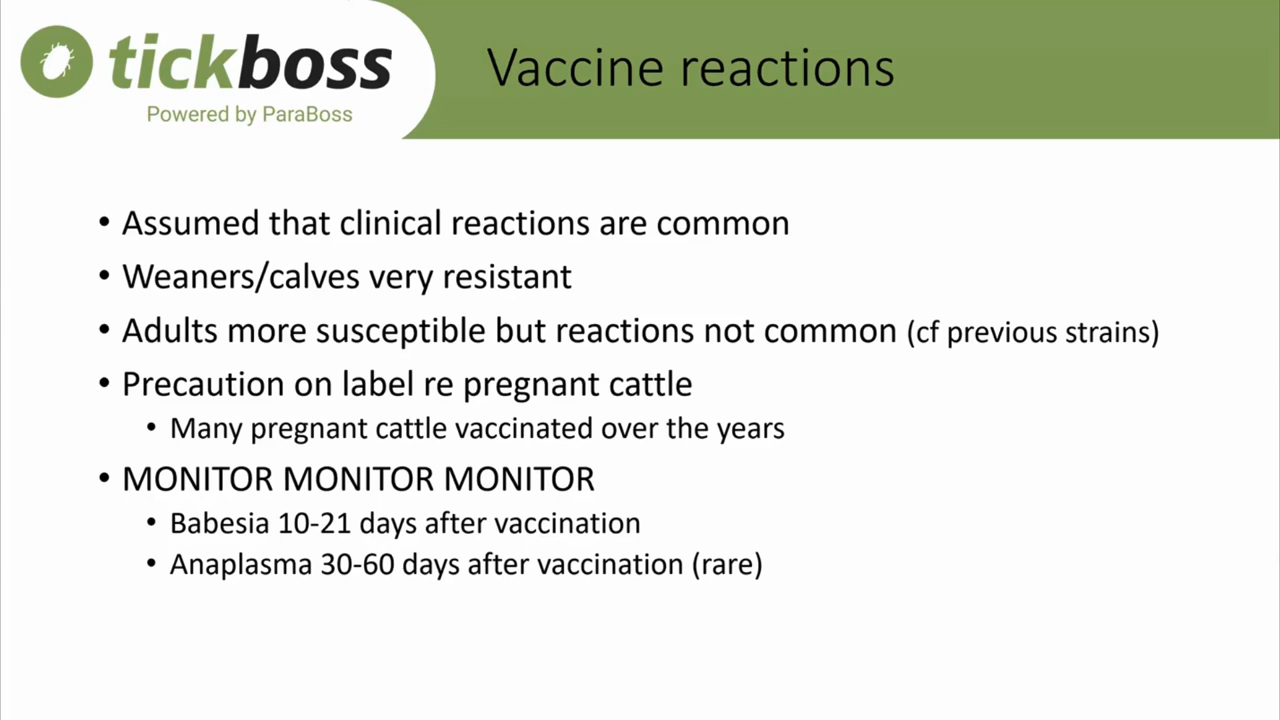 tickboss
Powered by ParaBoss
Vaccine reactions
• Assumed that clinical reactions are common
• Weaners/calves very resistant
• Adults more susceptible but reactions not common (cf previous strains)
• Precaution on label re pregnant cattle
• Many pregnant cattle vaccinated over the years
• MONITOR MONITOR MONITOR
• Babesia 10-21 days after vaccination
• Anaplasma 30-60 days after vaccination (rare)